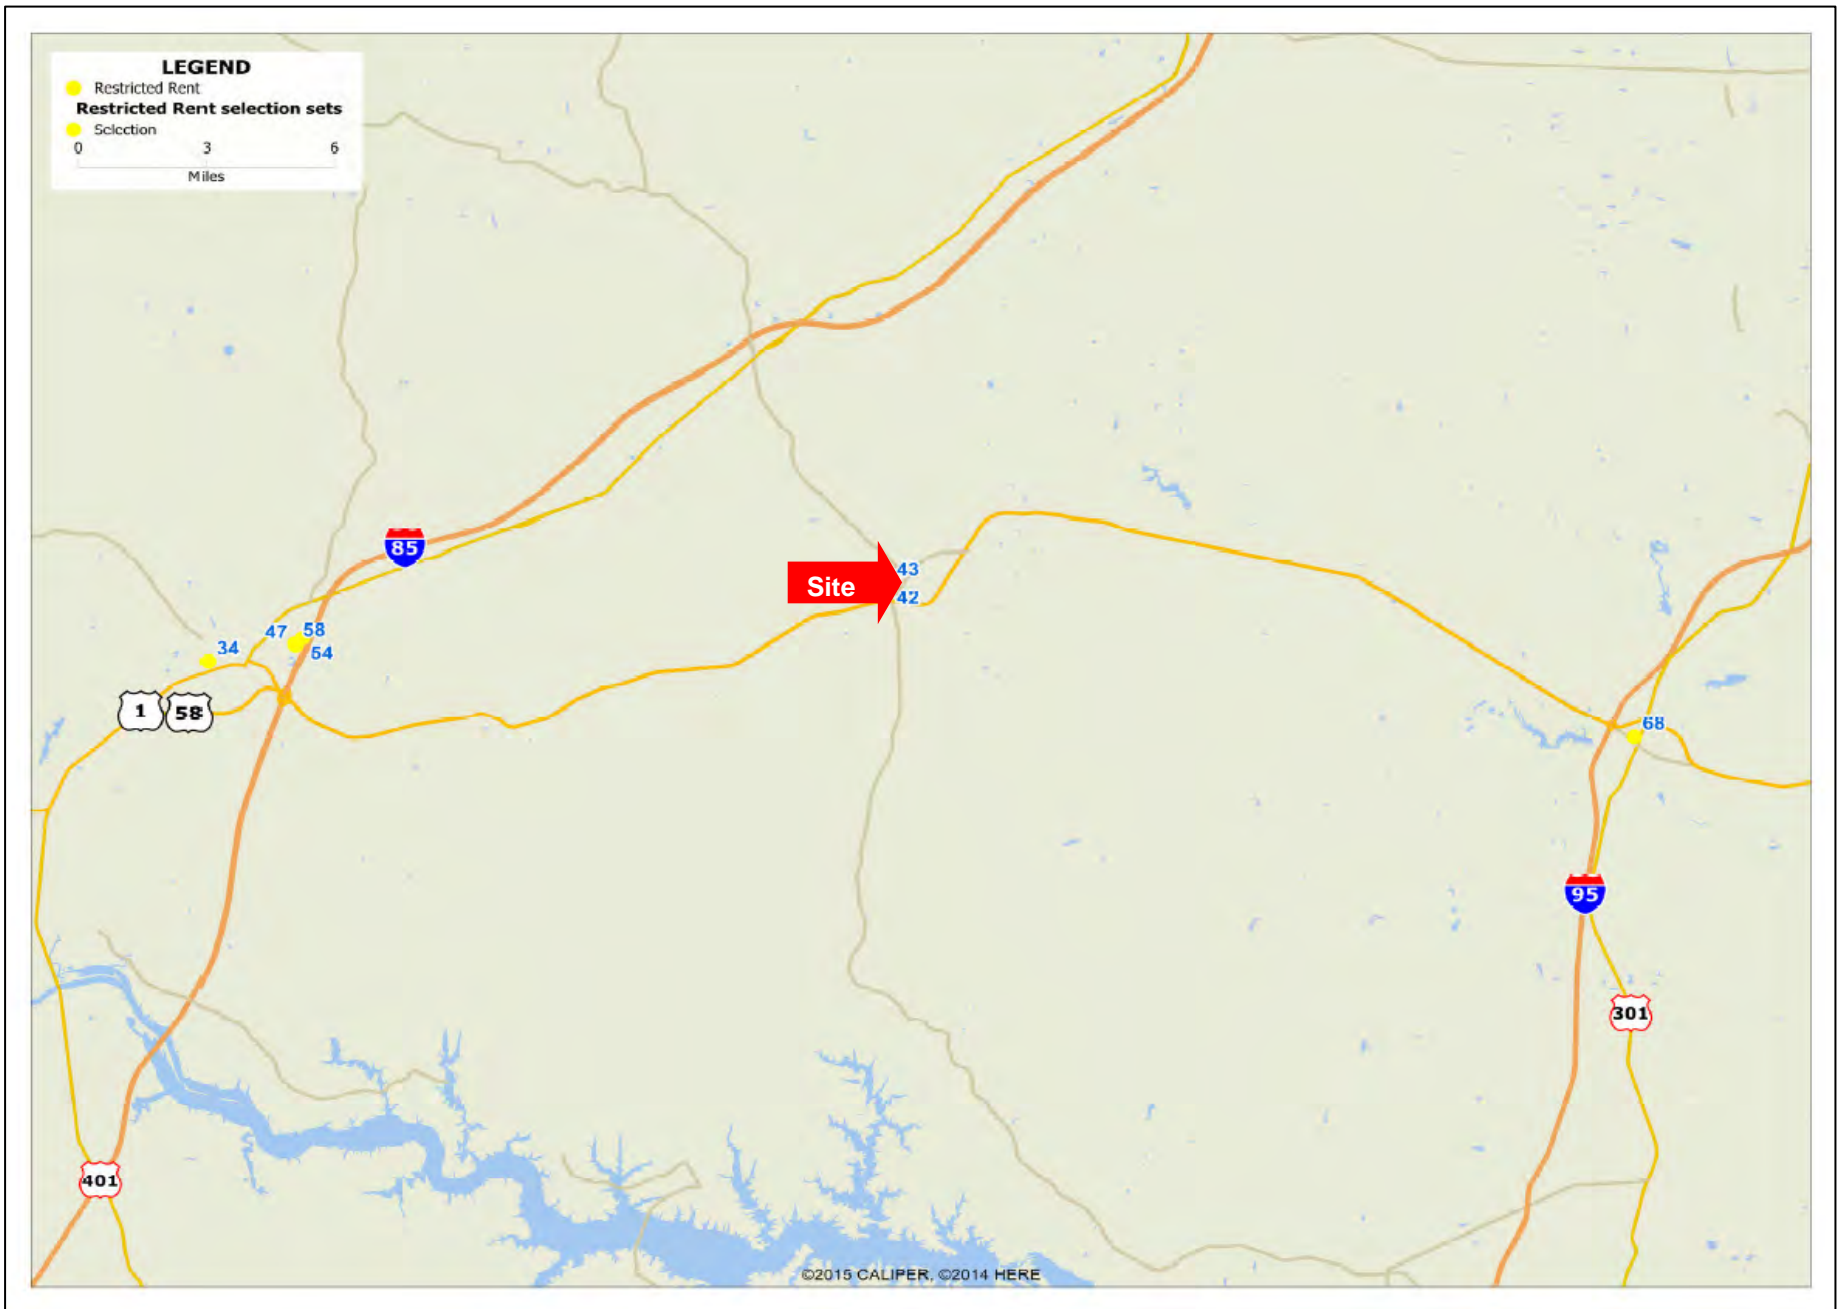 LEGEND
Restricted Rent
Restricted Rent selection sets
Selection
0 3 6
Miles
85
43
Site
42
47 58
34 54
1 58
68
95
301
401
©2015 CALIPER, ©2014 HERE